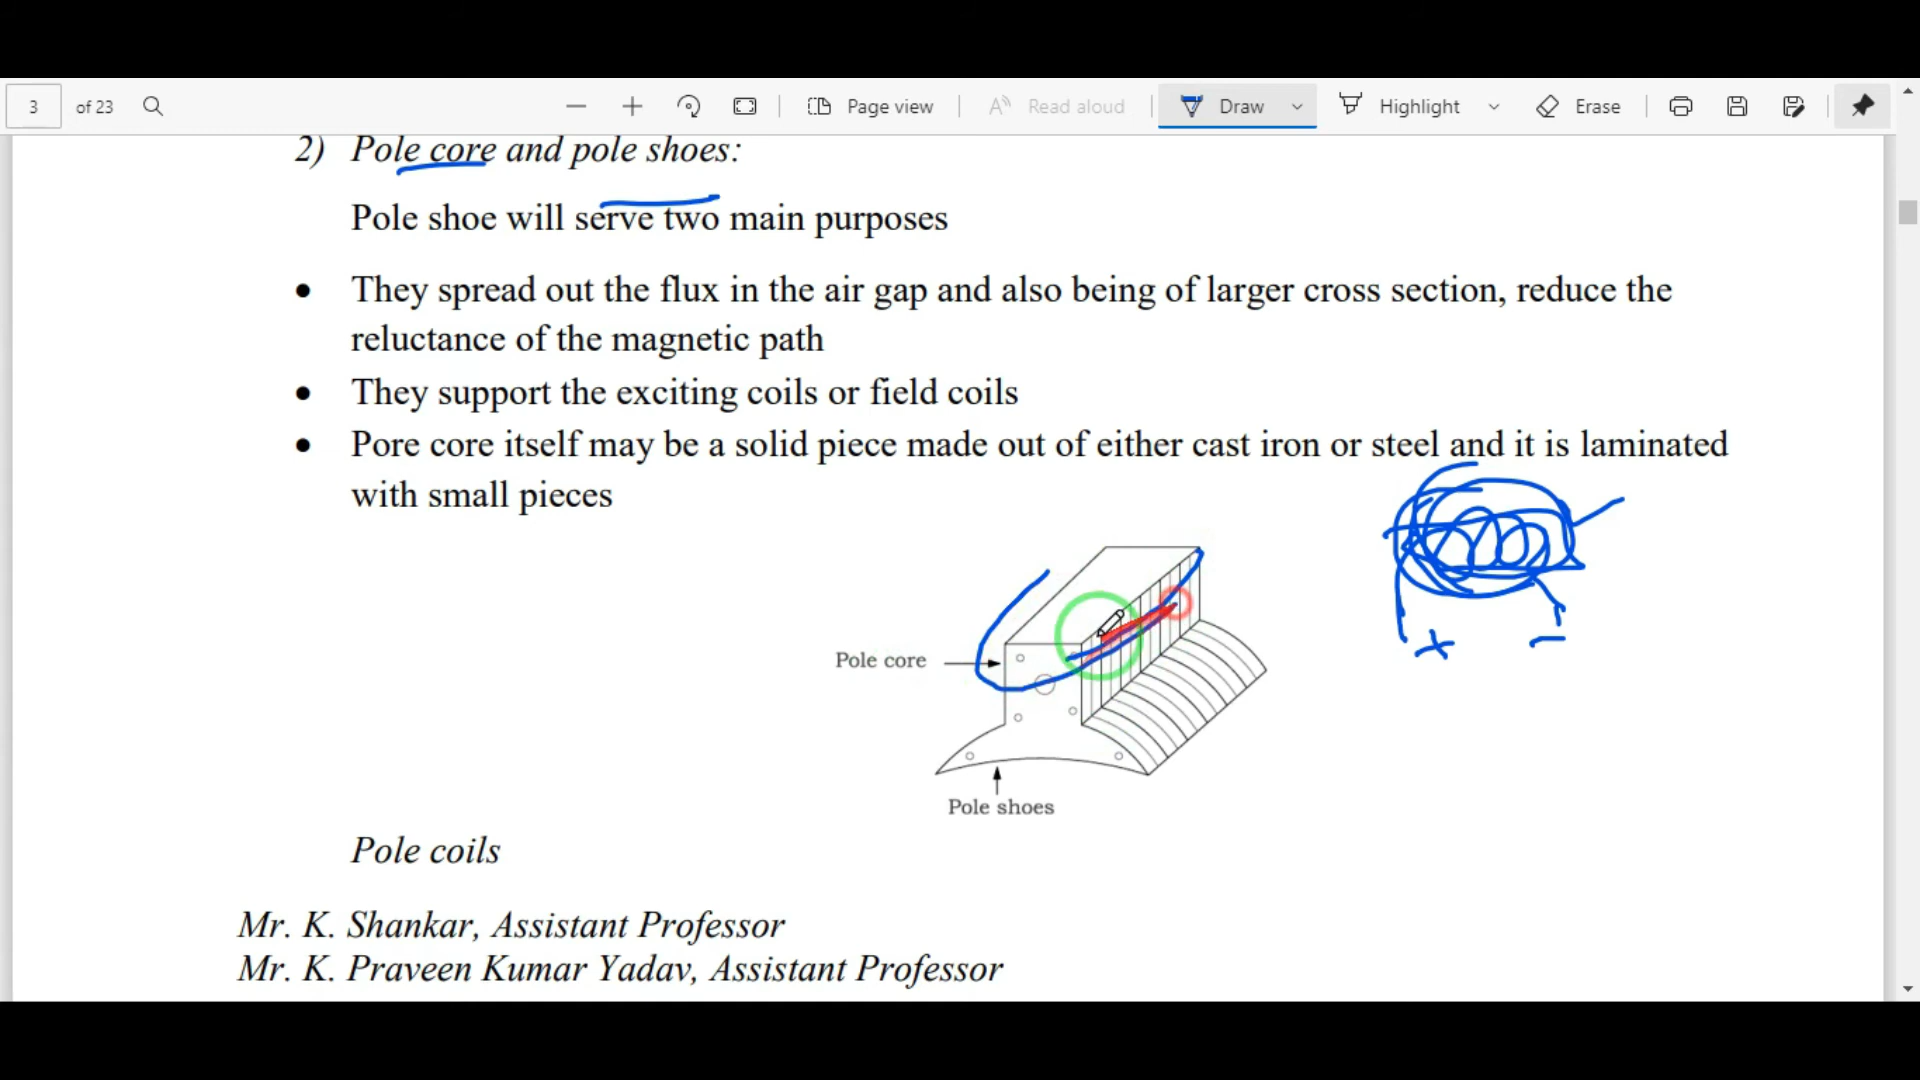 3 of 23 Page view Read aloud Draw Highlight Erase
2) Pole core and pole shoes:
Pole shoe will serve two main purposes
• They spread out the flux in the air gap and also being of larger cross section, reduce the
reluctance of the magnetic path
• They support the exciting coils or field coils
• Pore core itself may be a solid piece made out of either cast iron or steel and it is laminated
with small pieces
+ −
Pole core
Pole shoes
Pole coils
Mr. K. Shankar, Assistant Professor
Mr. K. Praveen Kumar Yadav, Assistant Professor